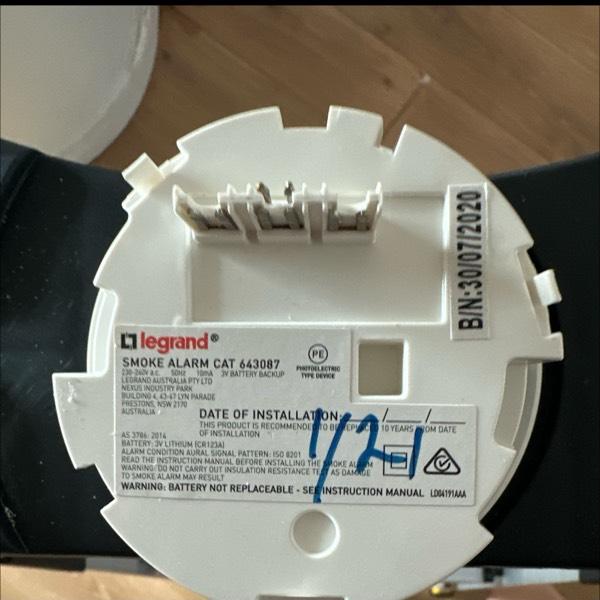 B/N:30/07/2020
legrand®
SMOKE ALARM CAT 643087
230-240V a.c. 50Hz 10mA 3V BATTERY BACKUP
LEGRAND AUSTRALIA PTY LTD
NEXUS INDUSTRY PARK
BUILDING 4, 43-47 LYN PARADE
PRESTONS, NSW 2170
AUSTRALIA
PE
PHOTOELECTRIC
TYPE DEVICE
DATE OF INSTALLATION: __/__/__
THIS PRODUCT IS RECOMMENDED TO BE REPLACED 10 YEARS FROM DATE
OF INSTALLATION
1/21
AS 3786: 2014
BATTERY: 3V LITHIUM (CR123A)
ALARM CONDITION AURAL SIGNAL PATTERN: ISO 8201
READ THE INSTRUCTION MANUAL BEFORE INSTALLING THE SMOKE ALARM
WARNING: DO NOT CARRY OUT INSULATION RESISTANCE TEST AS DAMAGE
TO SMOKE ALARM MAY RESULT
WARNING: BATTERY NOT REPLACEABLE - SEE INSTRUCTION MANUAL LD04191AAA